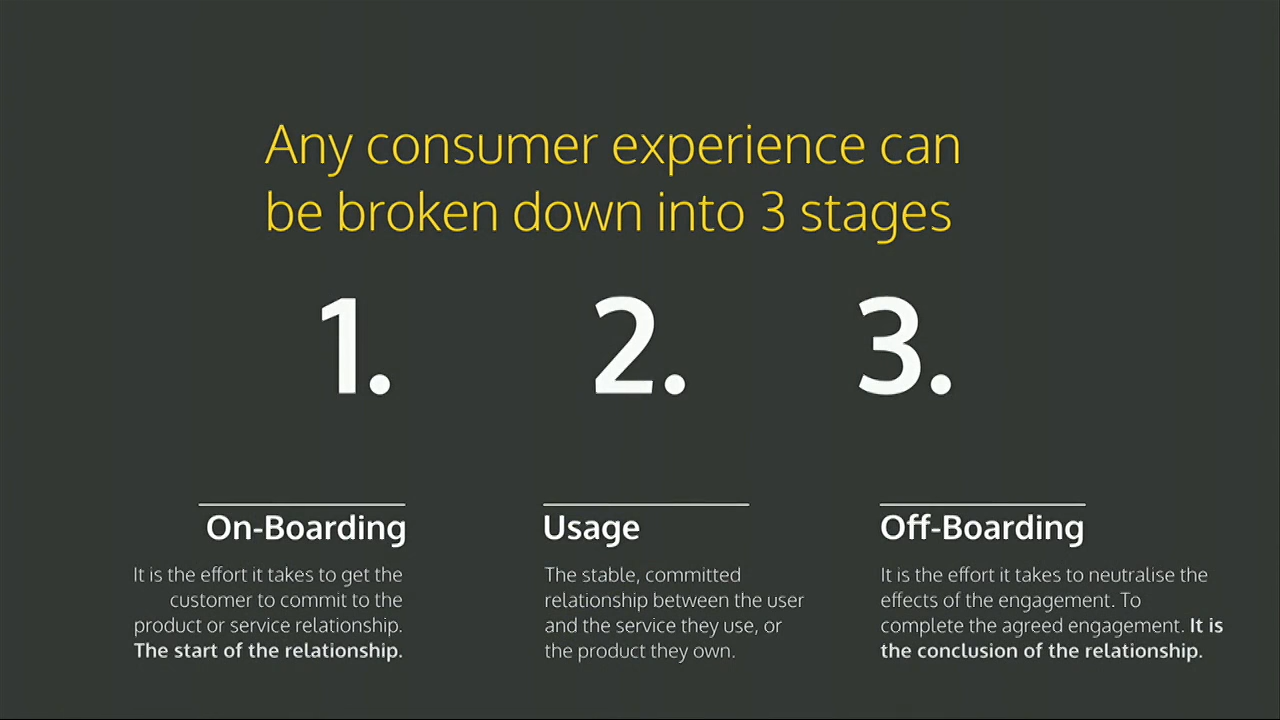 Any consumer experience can
be broken down into 3 stages
1.
2.
3.
On-Boarding
It is the effort it takes to get the
customer to commit to the
product or service relationship.
The start of the relationship.
Usage
The stable, committed
relationship between the user
and the service they use, or
the product they own.
Off-Boarding
It is the effort it takes to neutralise the
effects of the engagement. To
complete the agreed engagement. It is
the conclusion of the relationship.